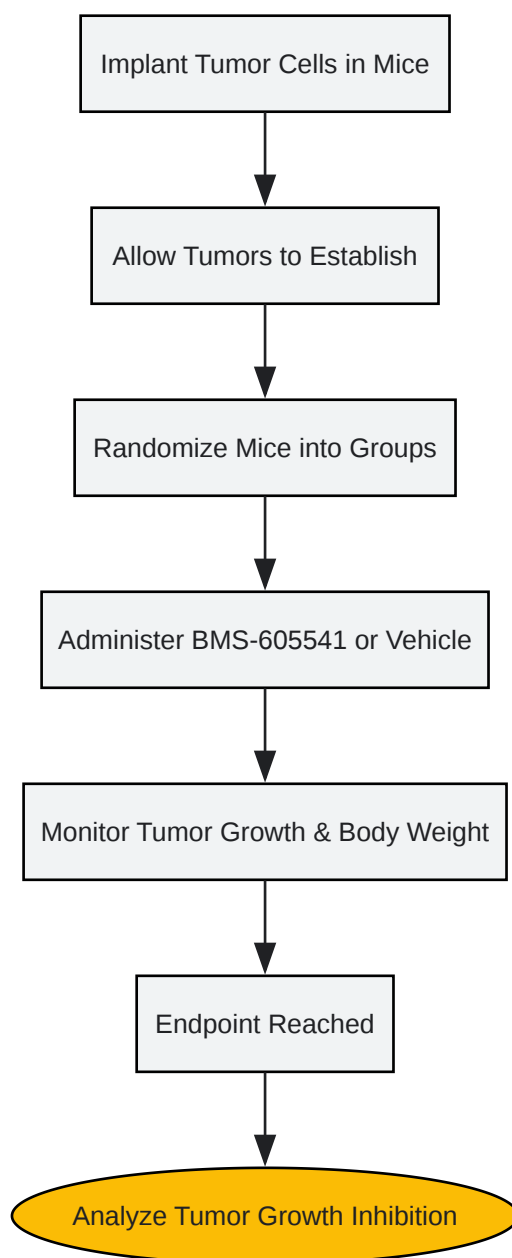 Implant Tumor Cells in Mice
Allow Tumors to Establish
Randomize Mice into Groups
Administer BMS-605541 or Vehicle
Monitor Tumor Growth & Body Weight
Endpoint Reached
Analyze Tumor Growth Inhibition